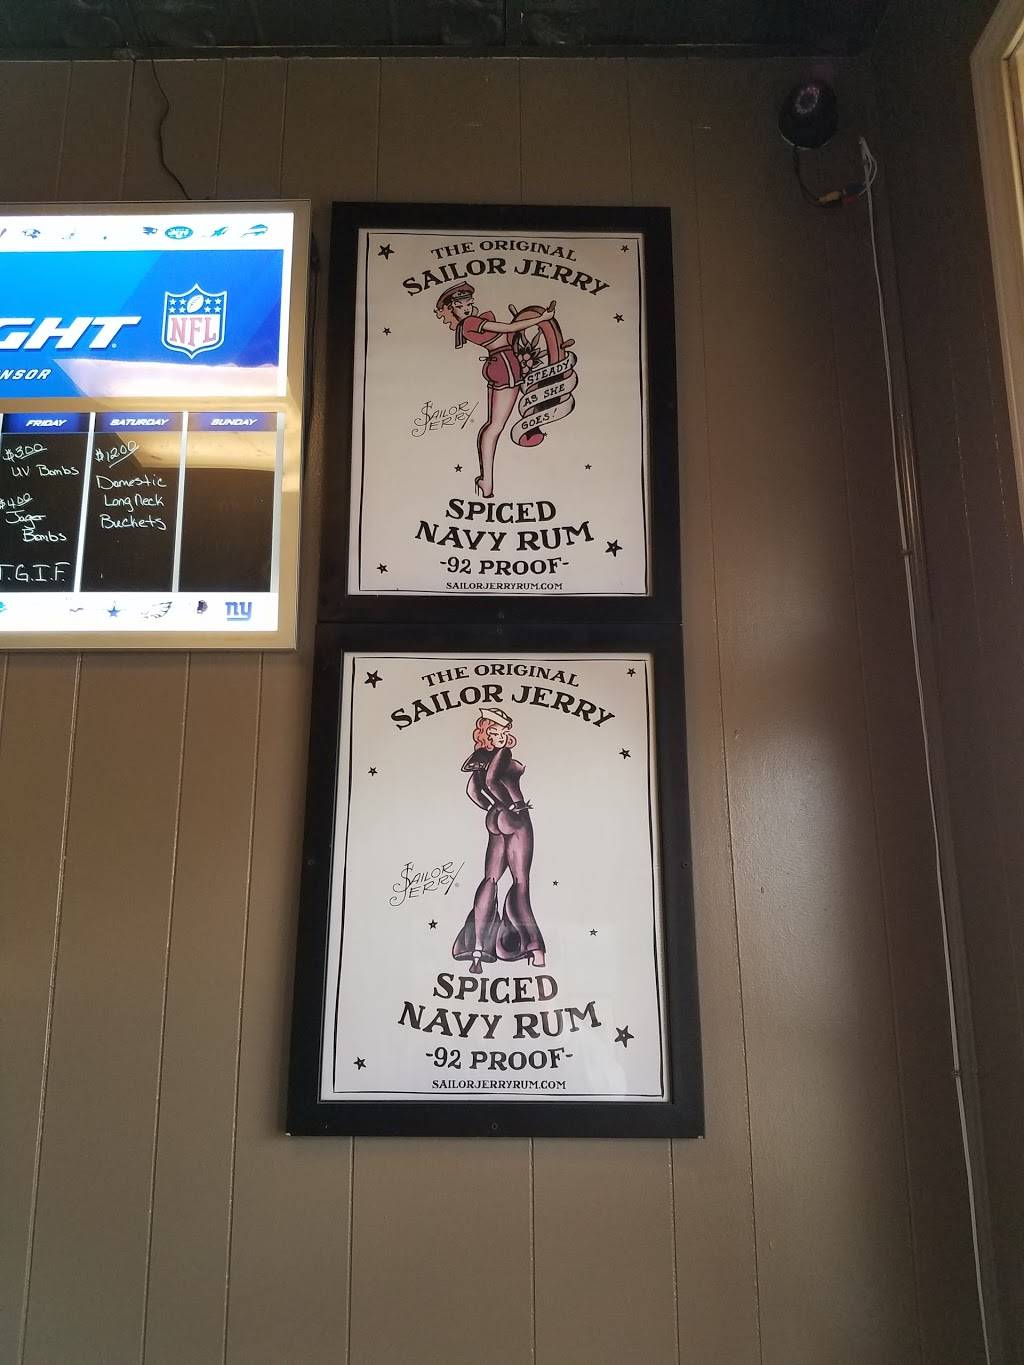 GHT
NFL
NSOR
FRIDAY
SATURDAY
SUNDAY
$3.00
UV Bombs
$4.00
Jager
Bombs
T.G.I.F.
$12.00
Domestic
Long Neck
Buckets
ny
THE ORIGINAL
SAILOR JERRY
STEADY
AS SHE
GOES!
SAILOR
JERRY
SPICED
NAVY RUM
-92 PROOF-
SAILORJERRYRUM.COM
THE ORIGINAL
SAILOR JERRY
SAILOR
JERRY
SPICED
NAVY RUM
-92 PROOF-
SAILORJERRYRUM.COM